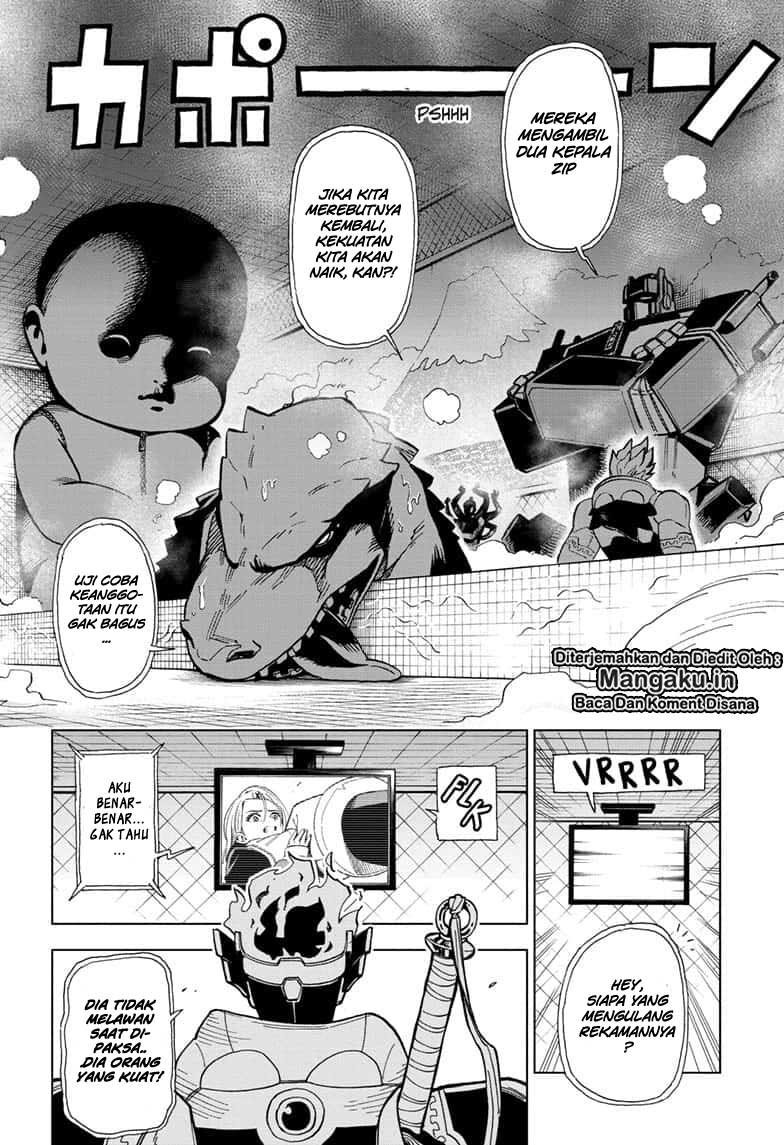 カポーーン
PSHHH
MEREKA
MENGAMBIL
DUA KEPALA
ZIP
JIKA KITA
MEREBUTNYA
KEMBALI,
KEKUATAN
KITA AKAN
NAIK, KAN?!
UJI COBA
KEANGGO-
TAAN ITU
GAK BAGUS
...
Diterjemahkan dan Diedit Oleh :
Mangaku.in
Baca Dan Koment Disana
VRRRR
HEY,
SIAPA YANG
MENGULANG
REKAMANNYA
?
FLK
AKU
BENAR-
BENAR...
GAK TAHU
...
DIA TIDAK
MELAWAN
SAAT DI-
PAKSA..
DIA ORANG
YANG KUAT!